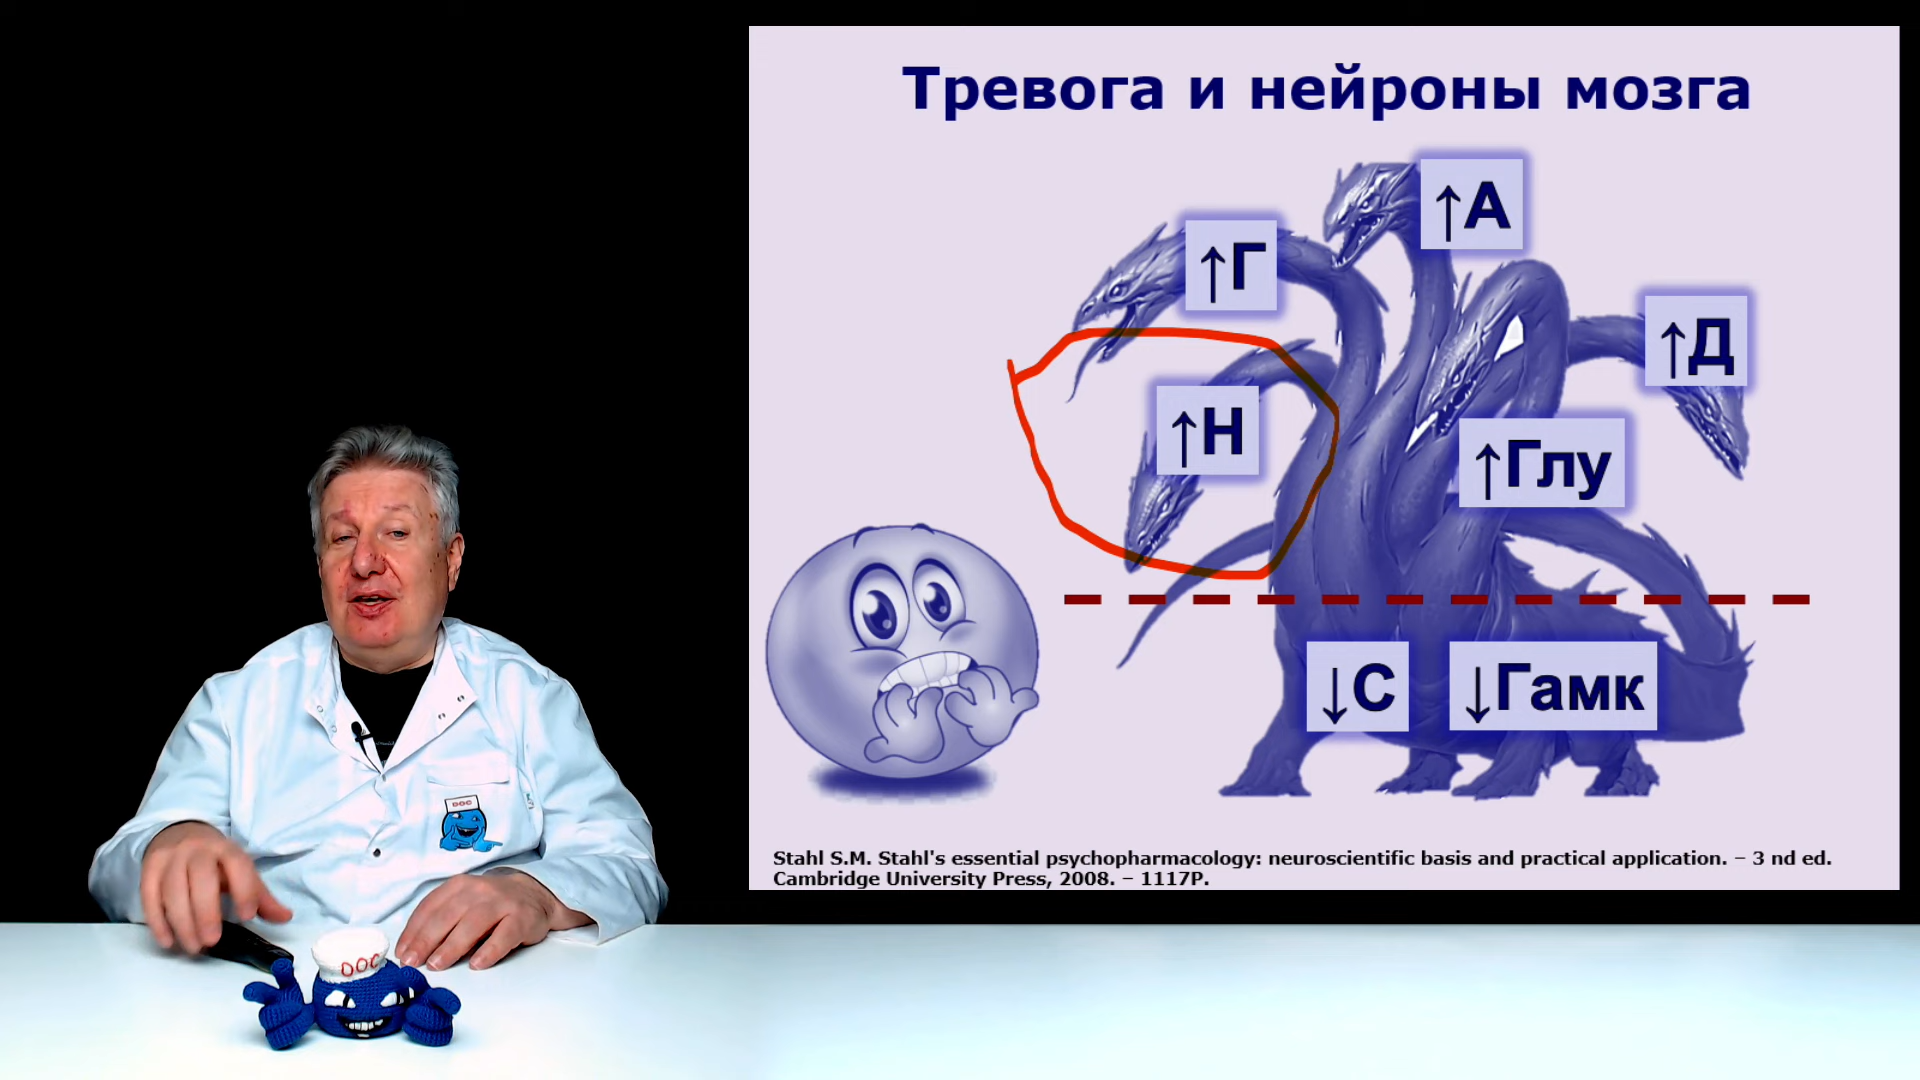 Тревога и нейроны мозга
↑А
↑Г
↑Д
↑Н
↑Глу
↓С
↓Гамк
Stahl S.M. Stahl's essential psychopharmacology: neuroscientific basis and practical application. – 3 nd ed.
Cambridge University Press, 2008. – 1117P.
DOC
DOC